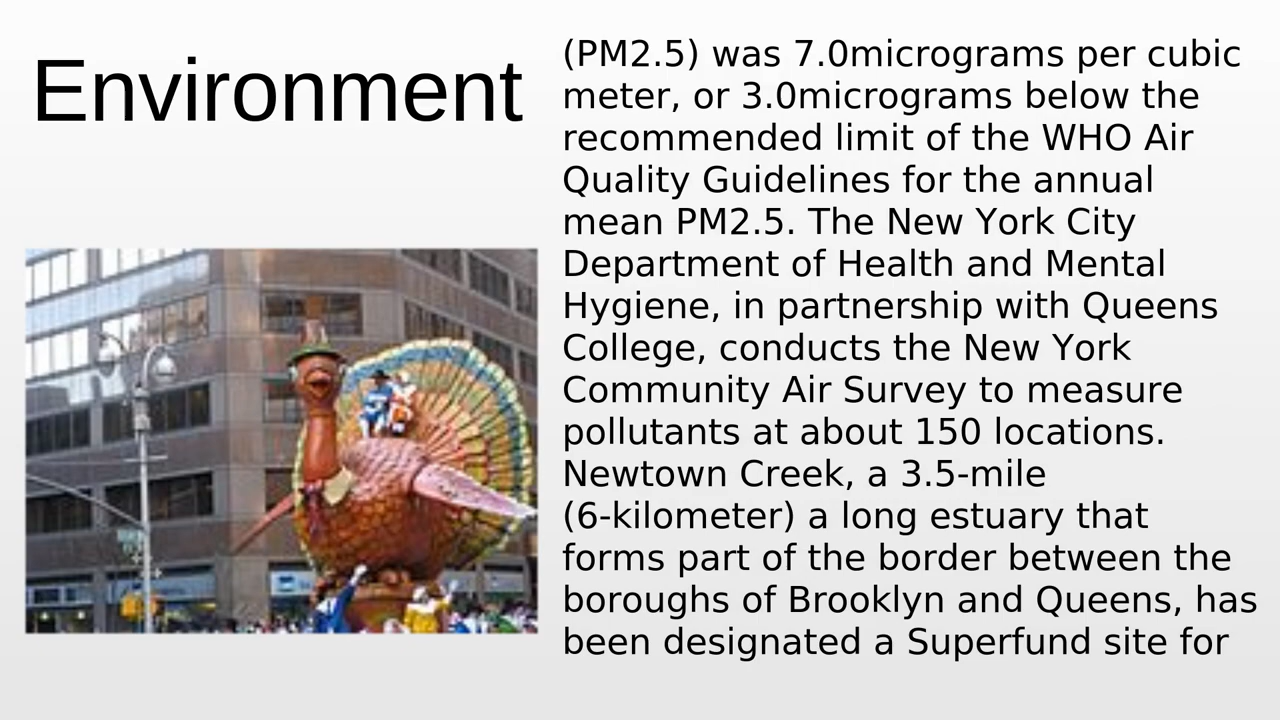 Environment
(PM2.5) was 7.0micrograms per cubic
meter, or 3.0micrograms below the
recommended limit of the WHO Air
Quality Guidelines for the annual
mean PM2.5. The New York City
Department of Health and Mental
Hygiene, in partnership with Queens
College, conducts the New York
Community Air Survey to measure
pollutants at about 150 locations.
Newtown Creek, a 3.5-mile
(6-kilometer) a long estuary that
forms part of the border between the
boroughs of Brooklyn and Queens, has
been designated a Superfund site for